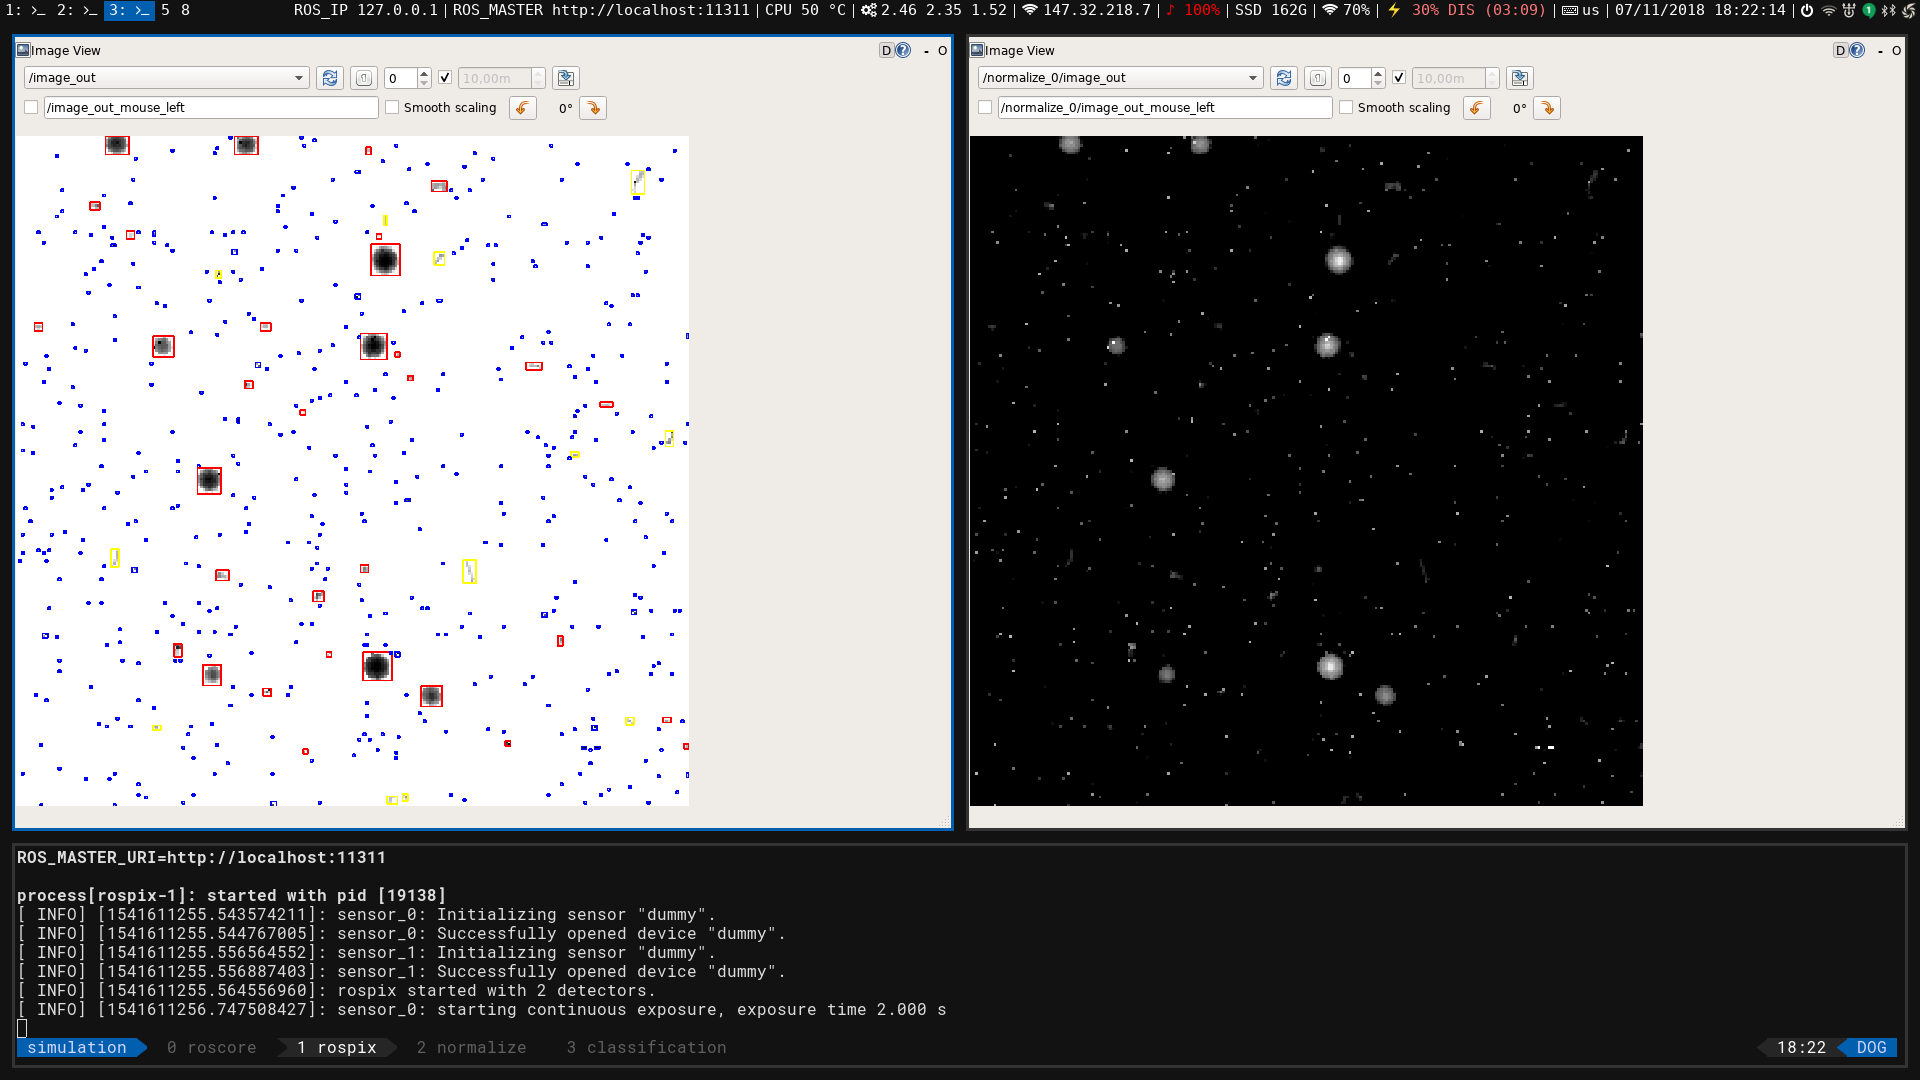 1: >_ 2: >_ 3: >_ 5 8 ROS_IP 127.0.0.1 | ROS_MASTER http://localhost:11311 | CPU 50 °C | 2.46 2.35 1.52 | 147.32.218.7 | ♪ 100% | SSD 162G | 70% | ⚡ 30% DIS (03:09) | us | 07/11/2018 18:22:14
Image View D ? - O
/image_out 0 10,00m
/image_out_mouse_left Smooth scaling 0°
Image View D ? - O
/normalize_0/image_out 0 10,00m
/normalize_0/image_out_mouse_left Smooth scaling 0°
ROS_MASTER_URI=http://localhost:11311
process[rospix-1]: started with pid [19138]
[ INFO] [1541611255.543574211]: sensor_0: Initializing sensor "dummy".
[ INFO] [1541611255.544767005]: sensor_0: Successfully opened device "dummy".
[ INFO] [1541611255.556564552]: sensor_1: Initializing sensor "dummy".
[ INFO] [1541611255.556887403]: sensor_1: Successfully opened device "dummy".
[ INFO] [1541611255.564556960]: rospix started with 2 detectors.
[ INFO] [1541611256.747508427]: sensor_0: starting continuous exposure, exposure time 2.000 s
simulation 0 roscore 1 rospix 2 normalize 3 classification 18:22 DOG